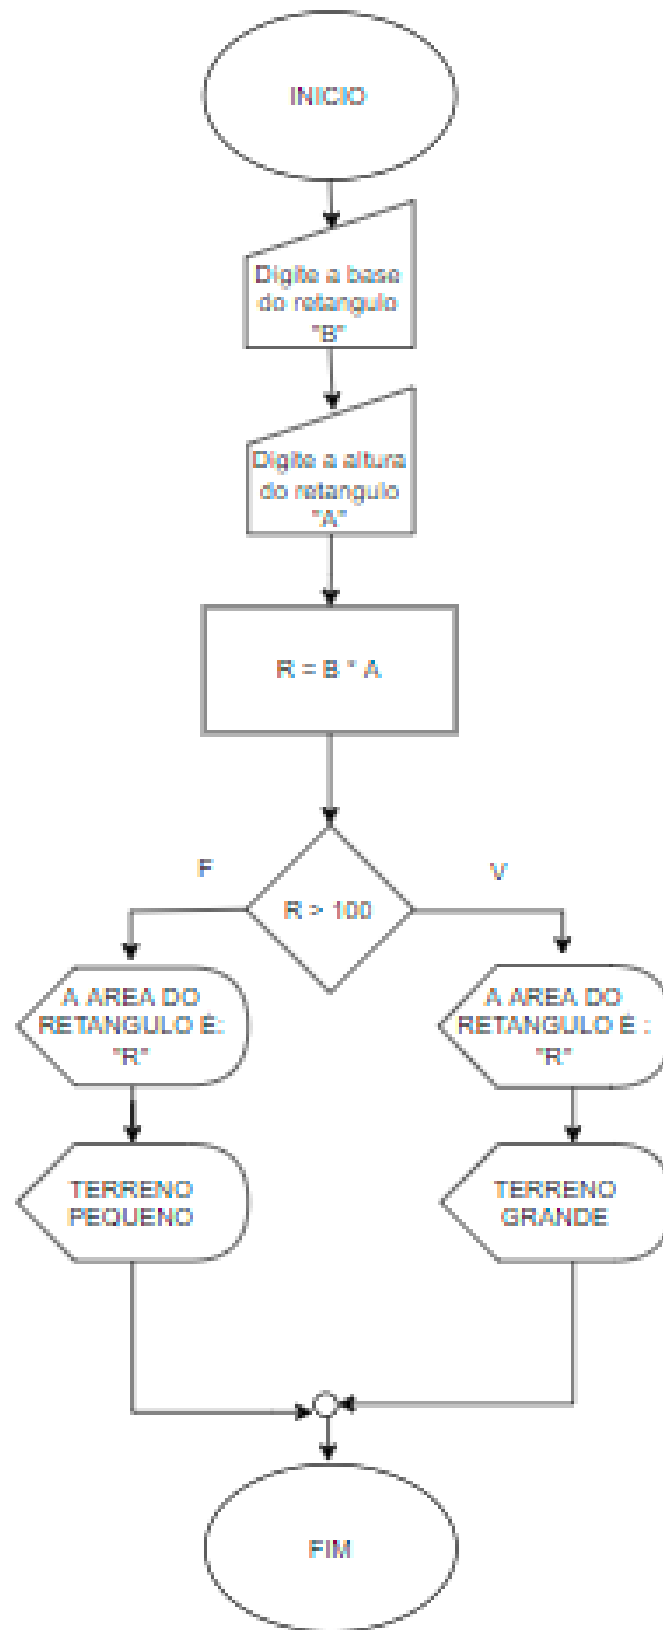 INICIO
Digite a base
do retangulo
"B"
Digite a altura
do retangulo
"A"
R = B * A
F
R > 100
V
A AREA DO
RETANGULO É:
"R"
A AREA DO
RETANGULO É :
"R"
TERRENO
PEQUENO
TERRENO
GRANDE
FIM